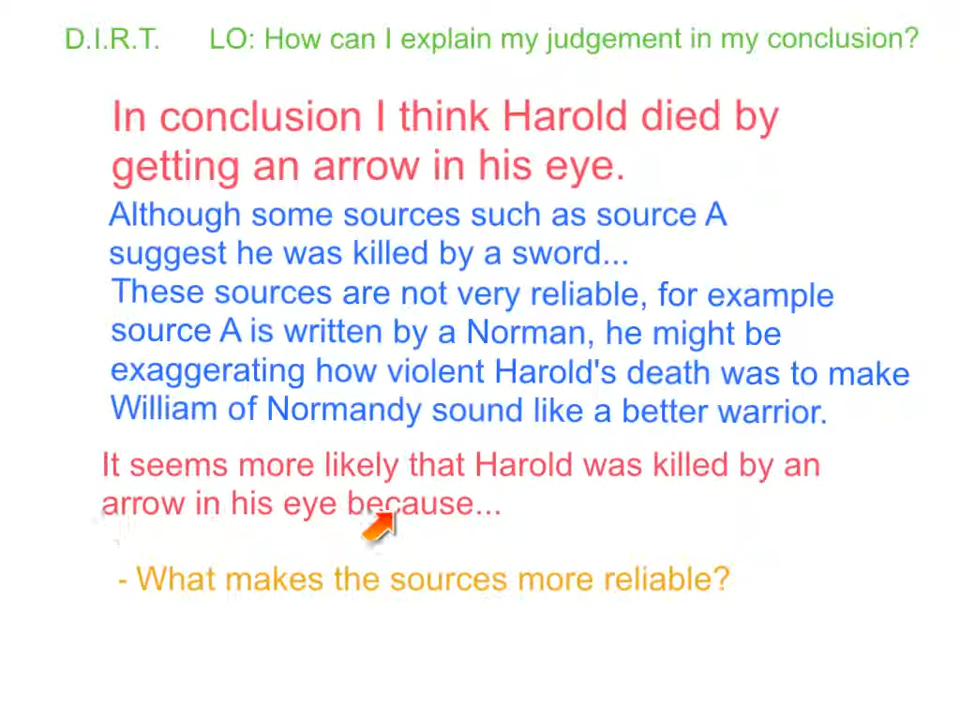 D.I.R.T. LO: How can I explain my judgement in my conclusion?
In conclusion I think Harold died by
getting an arrow in his eye.
Although some sources such as source A
suggest he was killed by a sword...
These sources are not very reliable, for example
source A is written by a Norman, he might be
exaggerating how violent Harold's death was to make
William of Normandy sound like a better warrior.
It seems more likely that Harold was killed by an
arrow in his eye because...
- What makes the sources more reliable?